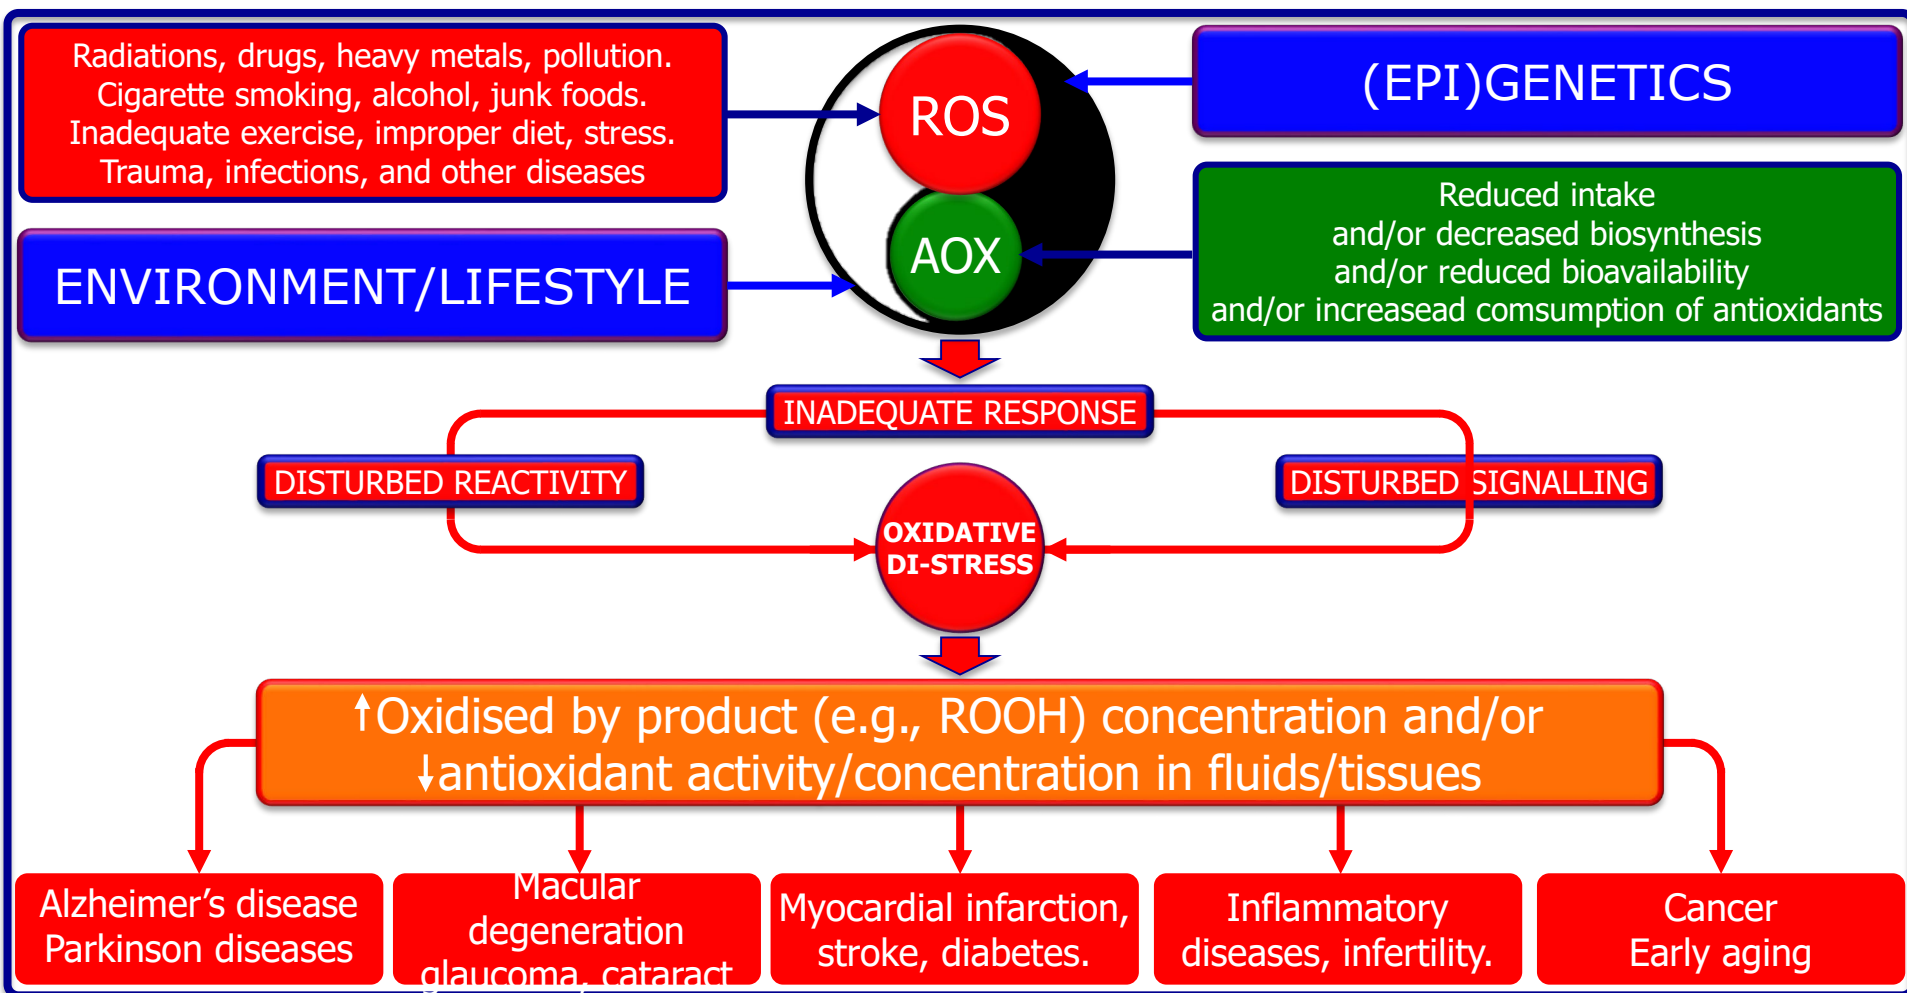 Radiations, drugs, heavy metals, pollution.
Cigarette smoking, alcohol, junk foods.
Inadequate exercise, improper diet, stress.
Trauma, infections, and other diseases
ROS
(EPI)GENETICS
ENVIRONMENT/LIFESTYLE
AOX
Reduced intake
and/or decreased biosynthesis
and/or reduced bioavailability
and/or increasead comsumption of antioxidants
INADEQUATE RESPONSE
DISTURBED REACTIVITY
DISTURBED SIGNALLING
OXIDATIVE
DI-STRESS
↑Oxidised by product (e.g., ROOH) concentration and/or
↓antioxidant activity/concentration in fluids/tissues
Alzheimer’s disease
Parkinson diseases
Macular
degeneration
glaucoma, cataract
Myocardial infarction,
stroke, diabetes.
Inflammatory
diseases, infertility.
Cancer
Early aging